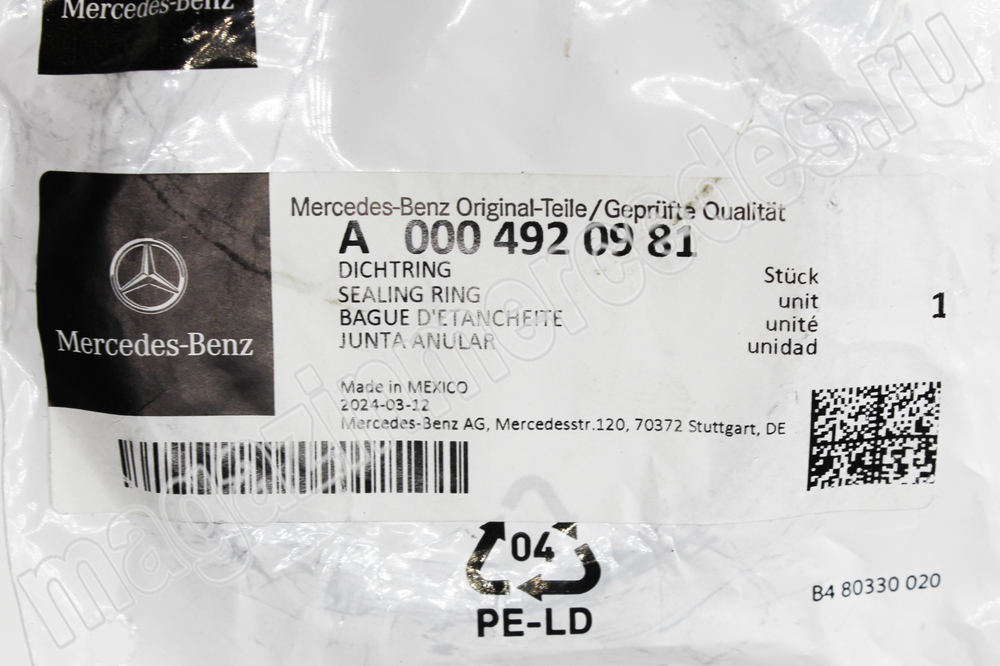 Mercedes-Benz
Mercedes-Benz Original-Teile/Geprüfte Qualität
A 000 492 09 81
DICHTRING
SEALING RING
BAGUE D'ETANCHEITE
JUNTA ANULAR
Stück
unit
unité
unidad
1
Mercedes-Benz
Made in MEXICO
2024-03-12
Mercedes-Benz AG, Mercedesstr.120, 70372 Stuttgart, DE
04
PE-LD
B4 80330 020
magazinmercedes.ru